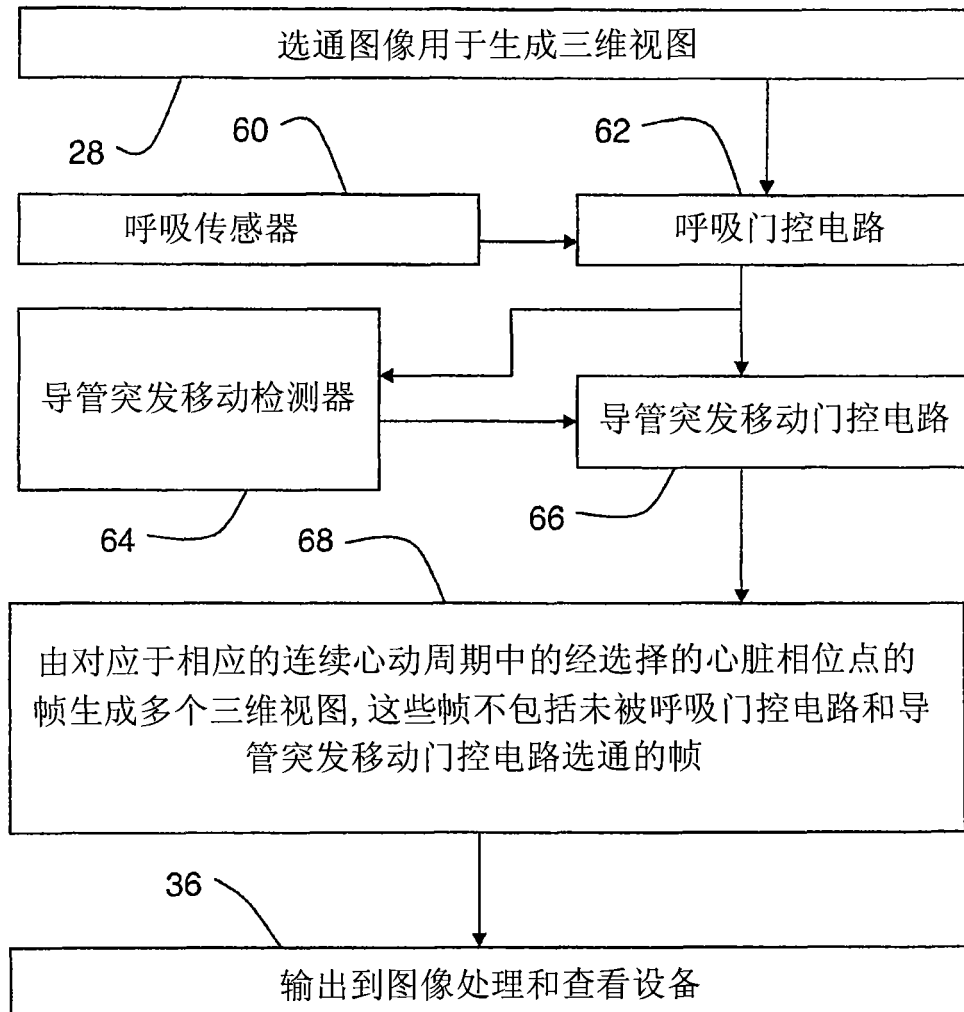 选通图像用于生成三维视图
28
60
62
呼吸传感器
呼吸门控电路
导管突发移动检测器
导管突发移动门控电路
64
68
66
由对应于相应的连续心动周期中的经选择的心脏相位点的
帧生成多个三维视图,这些帧不包括未被呼吸门控电路和导
管突发移动门控电路选通的帧
36
输出到图像处理和查看设备